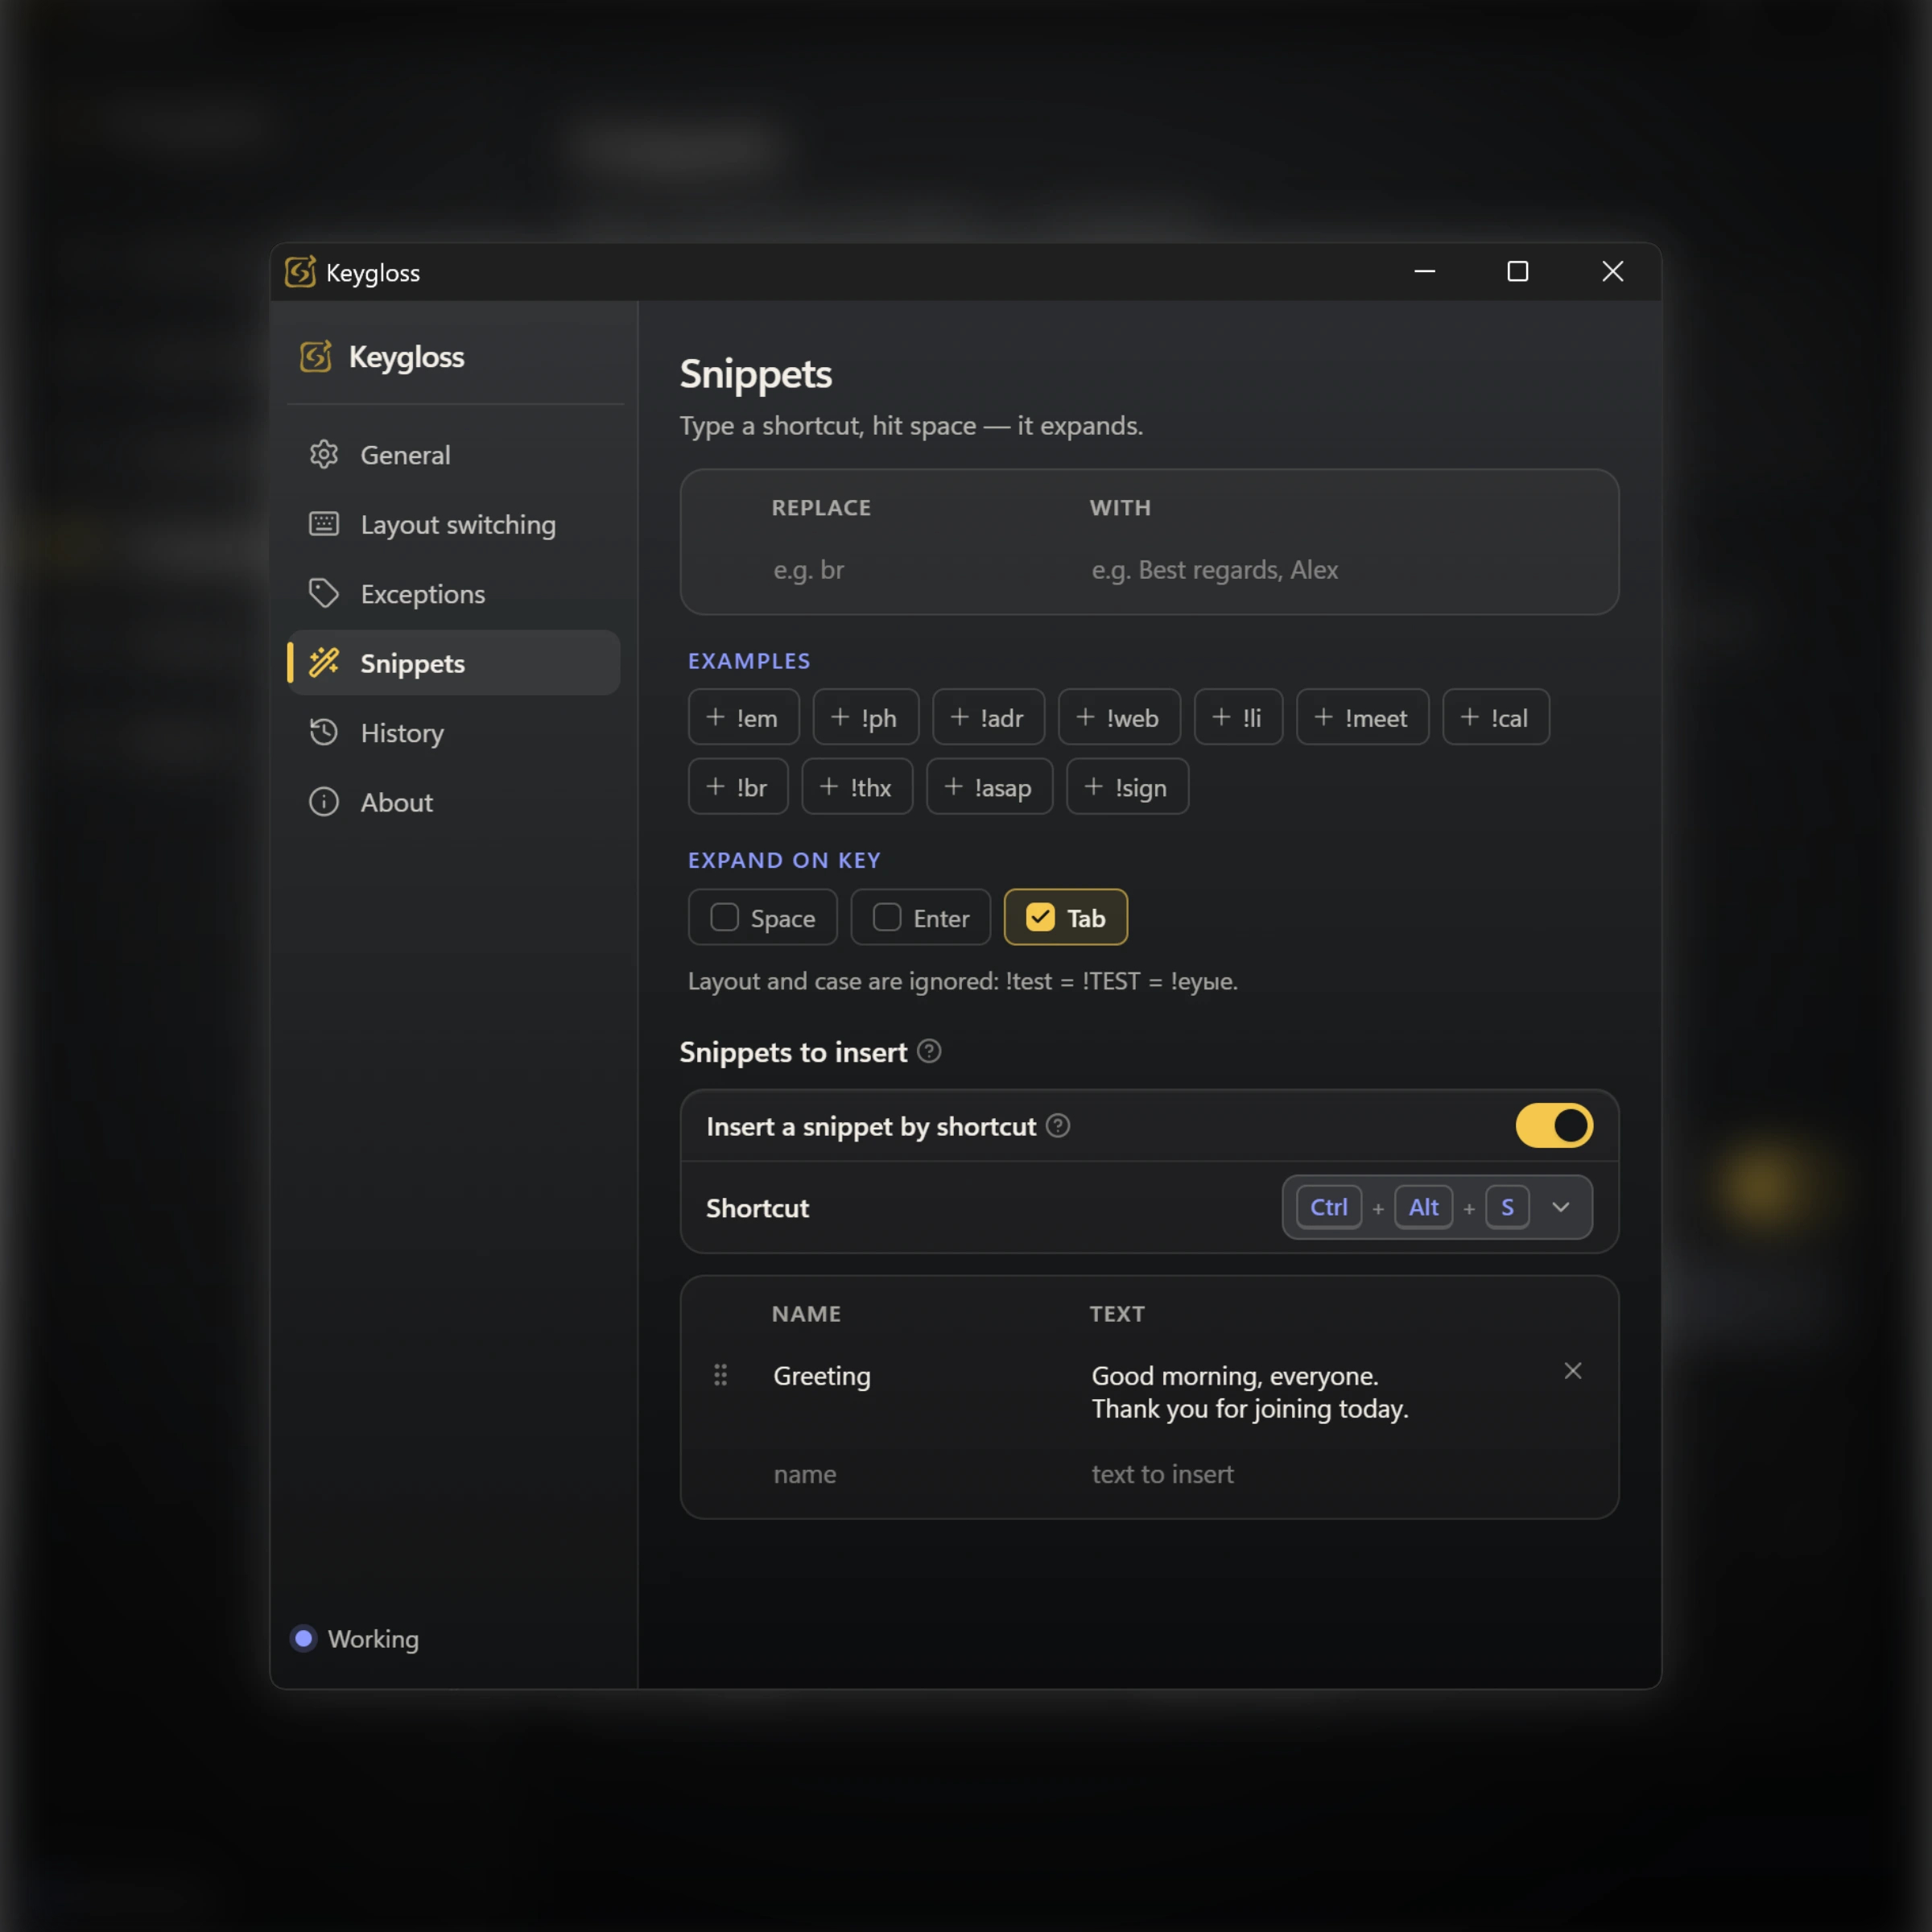 Keygloss
Keygloss
General
Layout switching
Exceptions
Snippets
History
About
Working
Snippets
Type a shortcut, hit space — it expands.
REPLACE WITH
e.g. br e.g. Best regards, Alex
EXAMPLES
!em !ph !adr !web !li !meet !cal
!br !thx !asap !sign
EXPAND ON KEY
Space Enter Tab
Layout and case are ignored: !test = !TEST = !еуые.
Snippets to insert
Insert a snippet by shortcut
Shortcut Ctrl + Alt + S
NAME TEXT
Greeting Good morning, everyone.
Thank you for joining today.
name text to insert